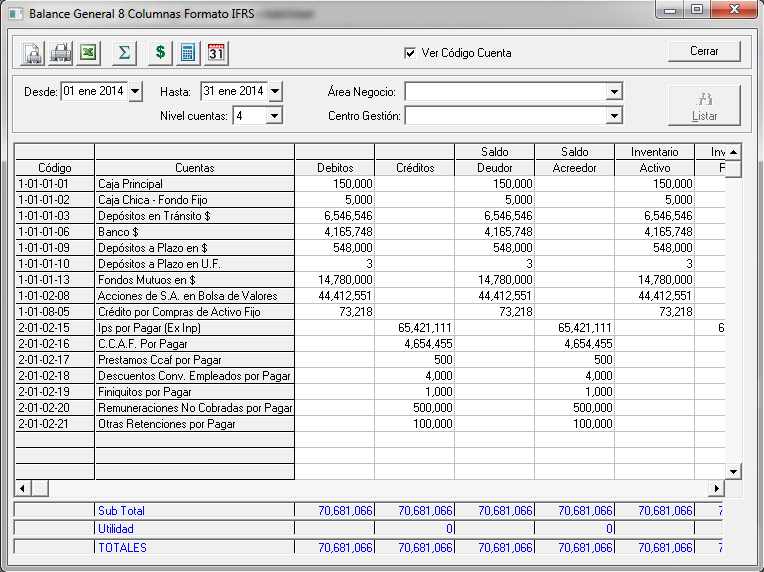 Balance General 8 Columnas Formato IFRS
Σ $ 31 Ver Código Cuenta Cerrar
Desde: 01 ene 2014 Hasta: 31 ene 2014 Área Negocio:
Nivel cuentas: 4 Centro Gestión: Listar
Saldo Saldo Inventario Inv
Código Cuentas Debitos Créditos Deudor Acreedor Activo F
1-01-01-01 Caja Principal 150,000 150,000 150,000
1-01-01-02 Caja Chica - Fondo Fijo 5,000 5,000 5,000
1-01-01-03 Depósitos en Tránsito $ 6,546,546 6,546,546 6,546,546
1-01-01-06 Banco $ 4,165,748 4,165,748 4,165,748
1-01-01-09 Depósitos a Plazo en $ 548,000 548,000 548,000
1-01-01-10 Depósitos a Plazo en U.F. 3 3 3
1-01-01-13 Fondos Mutuos en $ 14,780,000 14,780,000 14,780,000
1-01-02-08 Acciones de S.A. en Bolsa de Valores 44,412,551 44,412,551 44,412,551
1-01-08-05 Crédito por Compras de Activo Fijo 73,218 73,218 73,218
2-01-02-15 Ips por Pagar (Ex Inp) 65,421,111 65,421,111 6
2-01-02-16 C.C.A.F. Por Pagar 4,654,455 4,654,455
2-01-02-17 Prestamos Ccaf por Pagar 500 500
2-01-02-18 Descuentos Conv. Empleados por Pagar 4,000 4,000
2-01-02-19 Finiquitos por Pagar 1,000 1,000
2-01-02-20 Remuneraciones No Cobradas por Pagar 500,000 500,000
2-01-02-21 Otras Retenciones por Pagar 100,000 100,000
Sub Total 70,681,066 70,681,066 70,681,066 70,681,066 70,681,066 7
Utilidad 0 0
TOTALES 70,681,066 70,681,066 70,681,066 70,681,066 70,681,066 7